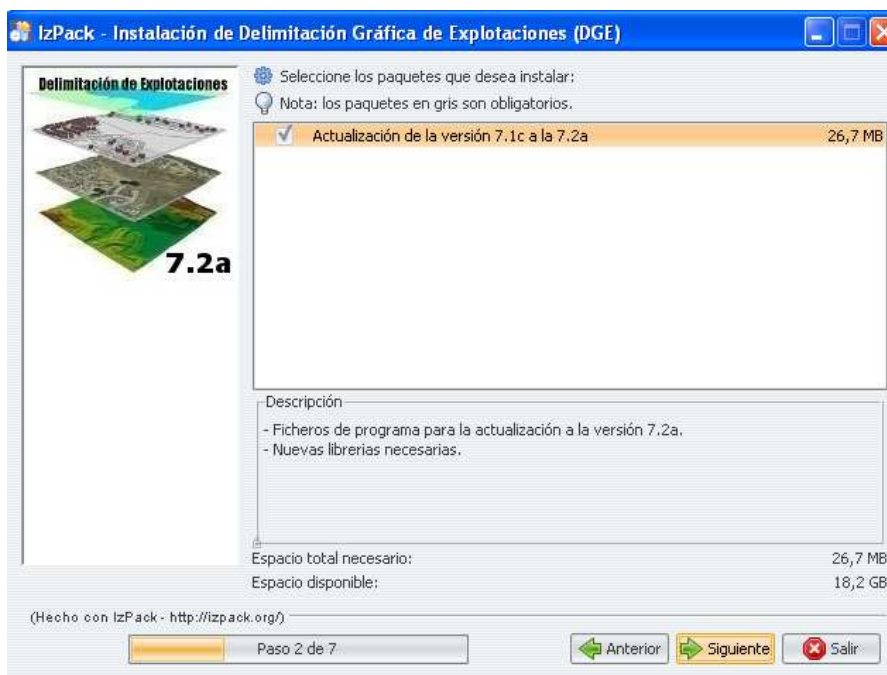 IzPack - Instalación de Delimitación Gráfica de Explotaciones (DGE)
Delimitación de Explotaciones
7.2a
Seleccione los paquetes que desea instalar:
Nota: los paquetes en gris son obligatorios.
Actualización de la versión 7.1c a la 7.2a 26,7 MB
Descripción
- Ficheros de programa para la actualización a la versión 7.2a.
- Nuevas librerias necesarias.
Espacio total necesario: 26,7 MB
Espacio disponible: 18,2 GB
(Hecho con IzPack - http://izpack.org/)
Paso 2 de 7
Anterior
Siguiente
Salir